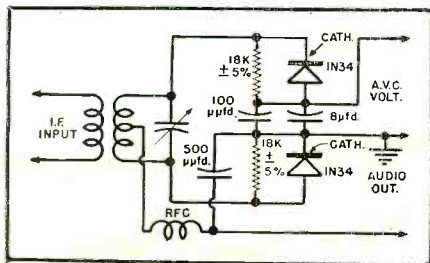 I.F.
INPUT
18K
± 5%
CATH.
IN34
A.V.C.
VOLT.
100
µµfd.
8µfd.
500
µµfd.
18K
±
5%
CATH.
IN34
AUDIO
OUT.
RFC